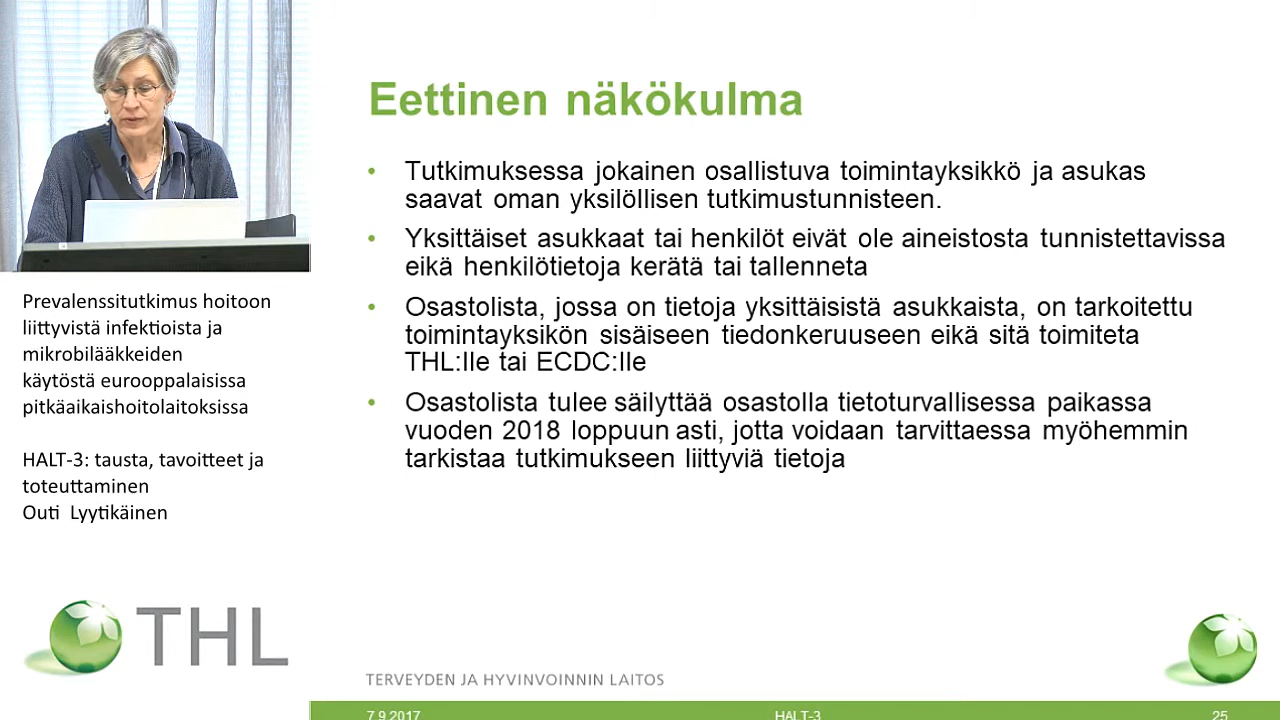 Eettinen näkökulma
• Tutkimuksessa jokainen osallistuva toimintayksikkö ja asukas
saavat oman yksilöllisen tutkimustunnisteen.
• Yksittäiset asukkaat tai henkilöt eivät ole aineistosta tunnistettavissa
eikä henkilötietoja kerätä tai tallenneta
• Osastolista, jossa on tietoja yksittäisistä asukkaista, on tarkoitettu
toimintayksikön sisäiseen tiedonkeruuseen eikä sitä toimiteta
THL:lle tai ECDC:lle
• Osastolista tulee säilyttää osastolla tietoturvallisessa paikassa
vuoden 2018 loppuun asti, jotta voidaan tarvittaessa myöhemmin
tarkistaa tutkimukseen liittyviä tietoja
Prevalenssitutkimus hoitoon
liittyvistä infektioista ja
mikrobilääkkeiden
käytöstä eurooppalaisissa
pitkäaikaishoitolaitoksissa
HALT-3: tausta, tavoitteet ja
toteuttaminen
Outi Lyytikäinen
THL
TERVEYDEN JA HYVINVOINNIN LAITOS
7.9.2017
HALT-3
25